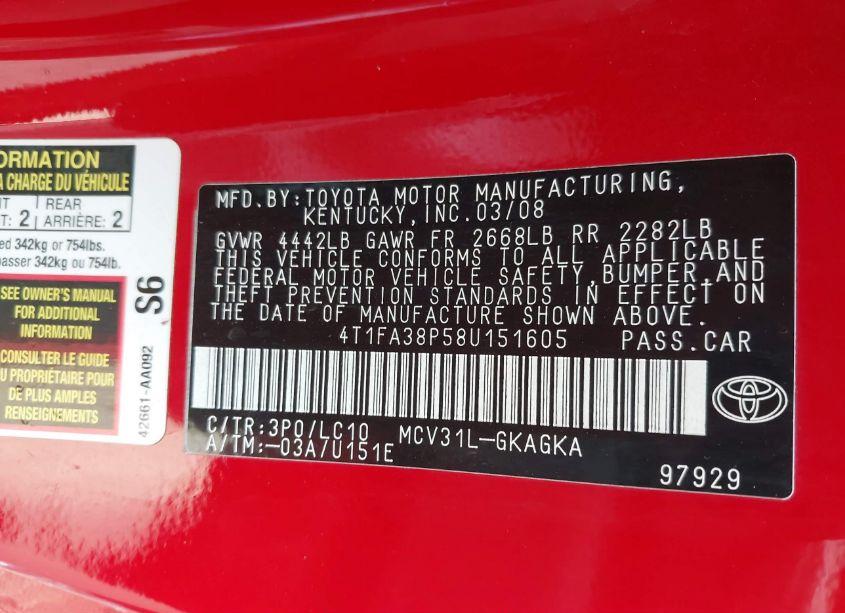 ORMATION
A CHARGE DU VÉHICULE
NT REAR
T: 2 ARRIÈRE: 2
ed 342kg or 754lbs.
passer 342kg ou 754lb.
SEE OWNER'S MANUAL
FOR ADDITIONAL
INFORMATION
CONSULTER LE GUIDE
U PROPRIÉTAIRE POUR
DE PLUS AMPLES
RENSEIGNEMENTS
S6
42661-AA092
MFD.BY:TOYOTA MOTOR MANUFACTURING,
KENTUCKY,INC.03/08
GVWR 4442LB GAWR FR 2668LB RR 2282LB
THIS VEHICLE CONFORMS TO ALL APPLICABLE
FEDERAL MOTOR VEHICLE SAFETY,BUMPER,AND
THEFT PREVENTION STANDARDS IN EFFECT ON
THE DATE OF MANUFACTURE SHOWN ABOVE.
4T1FA38P58U151605 PASS.CAR
C/TR:3P0/LC10 MCV31L-GKAGKA
A/TM:-03A/U151E
97929